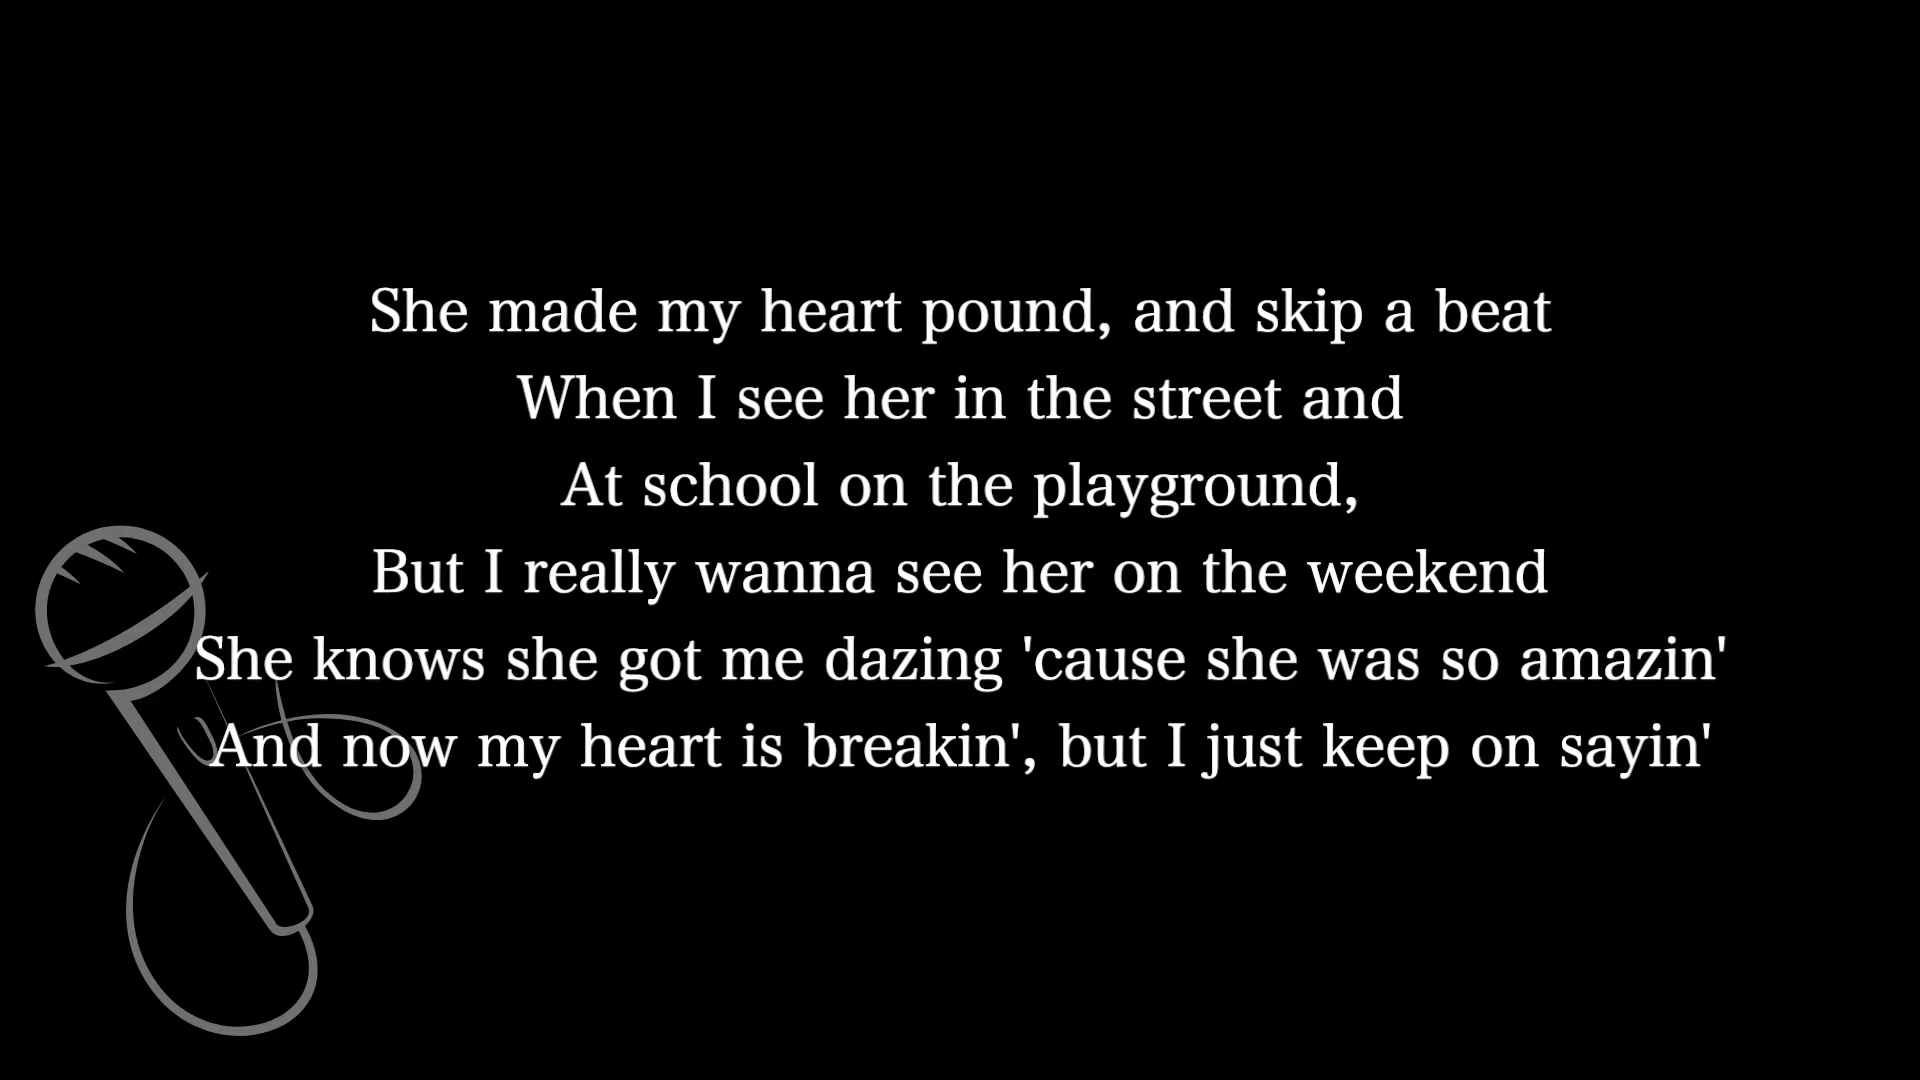 She made my heart pound, and skip a beat
When I see her in the street and
At school on the playground,
But I really wanna see her on the weekend
She knows she got me dazing 'cause she was so amazin'
And now my heart is breakin', but I just keep on sayin'